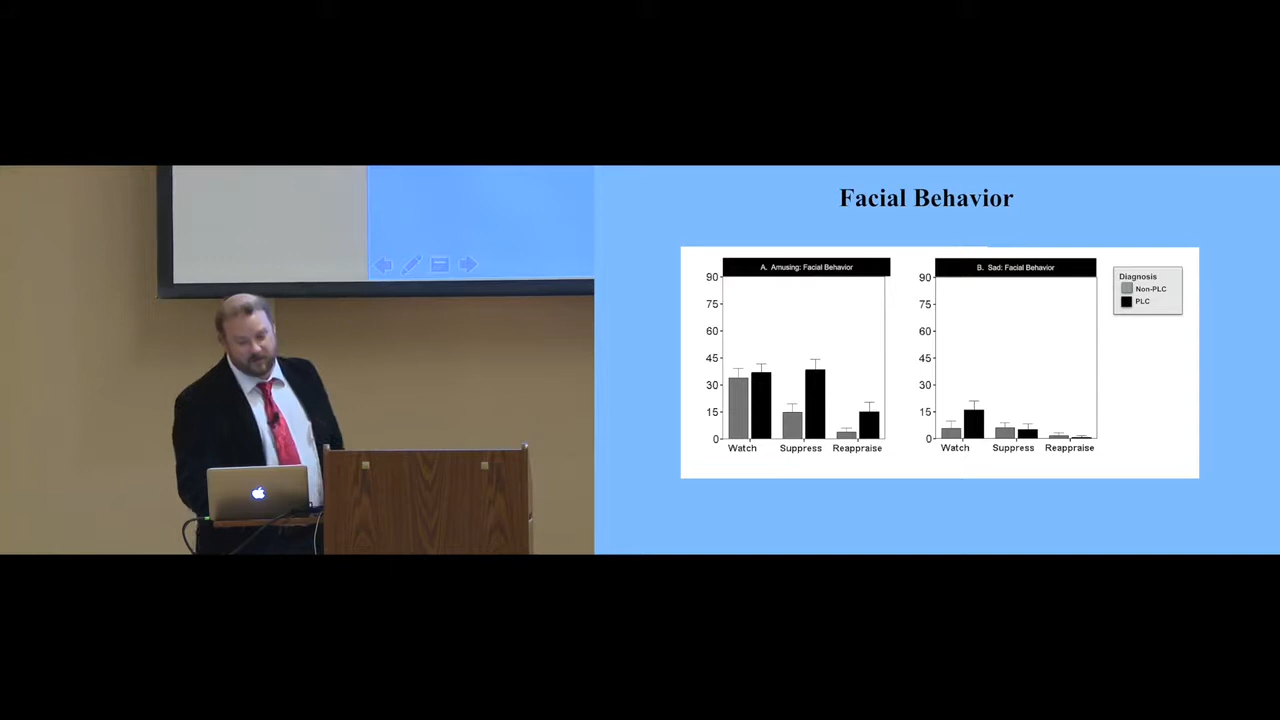 Facial Behavior
A. Amusing: Facial Behavior
90
75
60
45
30
15
0
Watch Suppress Reappraise
B. Sad: Facial Behavior
90
75
60
45
30
15
0
Watch Suppress Reappraise
Diagnosis
Non-PLC
PLC